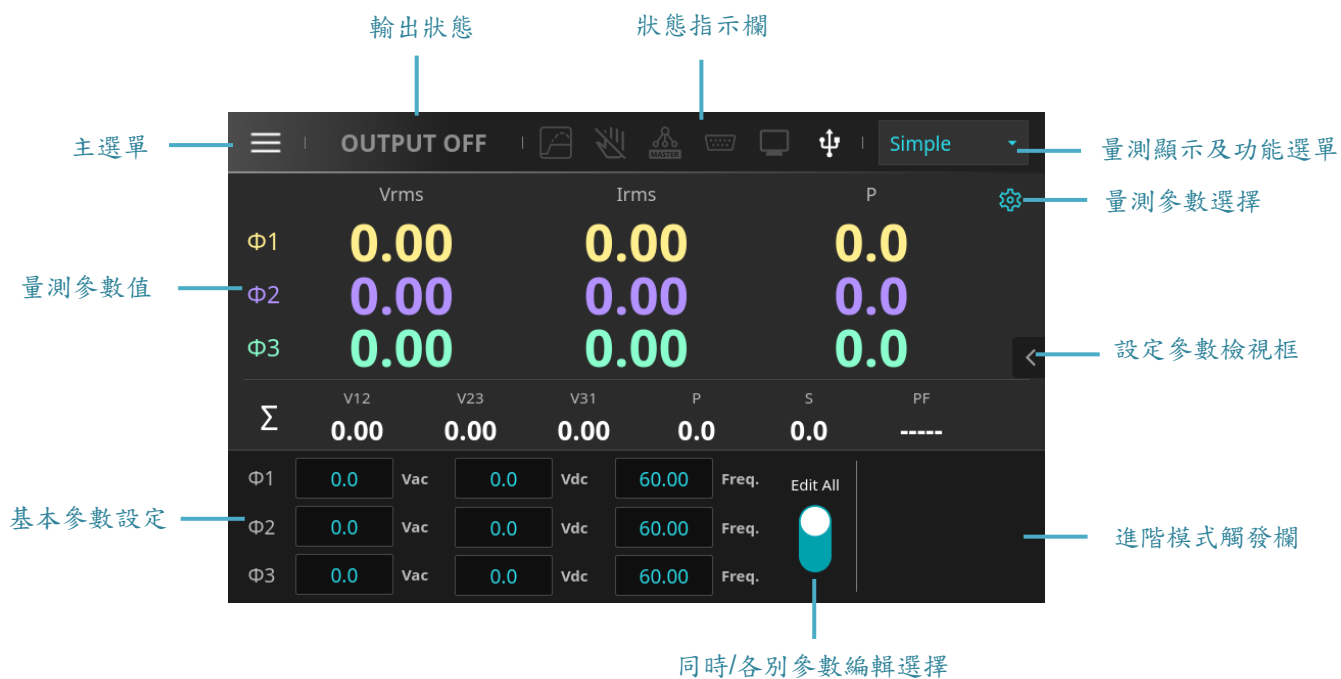 輸出狀態 狀態指示欄
主選單 OUTPUT OFF MASTER Simple 量測顯示及功能選單
Vrms Irms P 量測參數選擇
Φ1 0.00 0.00 0.0
量測參數值 Φ2 0.00 0.00 0.0
Φ3 0.00 0.00 0.0 設定參數檢視框
V12 V23 V31 P S PF
Σ 0.00 0.00 0.00 0.0 0.0 -----
Φ1 0.0 Vac 0.0 Vdc 60.00 Freq. Edit All
基本參數設定 Φ2 0.0 Vac 0.0 Vdc 60.00 Freq. 進階模式觸發欄
Φ3 0.0 Vac 0.0 Vdc 60.00 Freq.
同時/各別參數編輯選擇